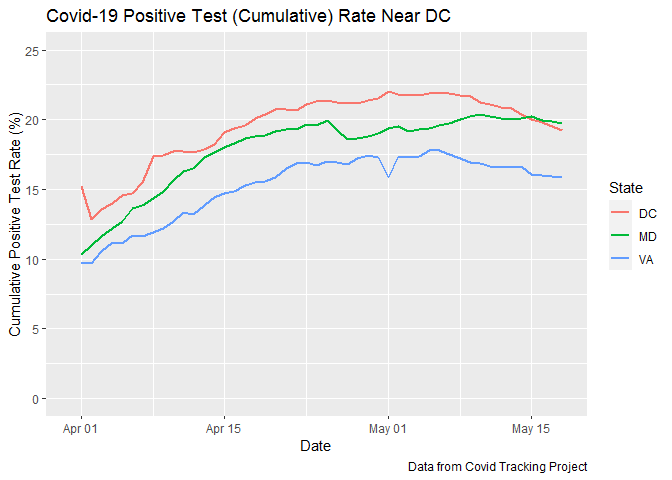 Covid-19 Positive Test (Cumulative) Rate Near DC
Cumulative Positive Test Rate (%)
25
20
15
10
5
0
Apr 01
Apr 15
May 01
May 15
Date
State
DC
MD
VA
Data from Covid Tracking Project